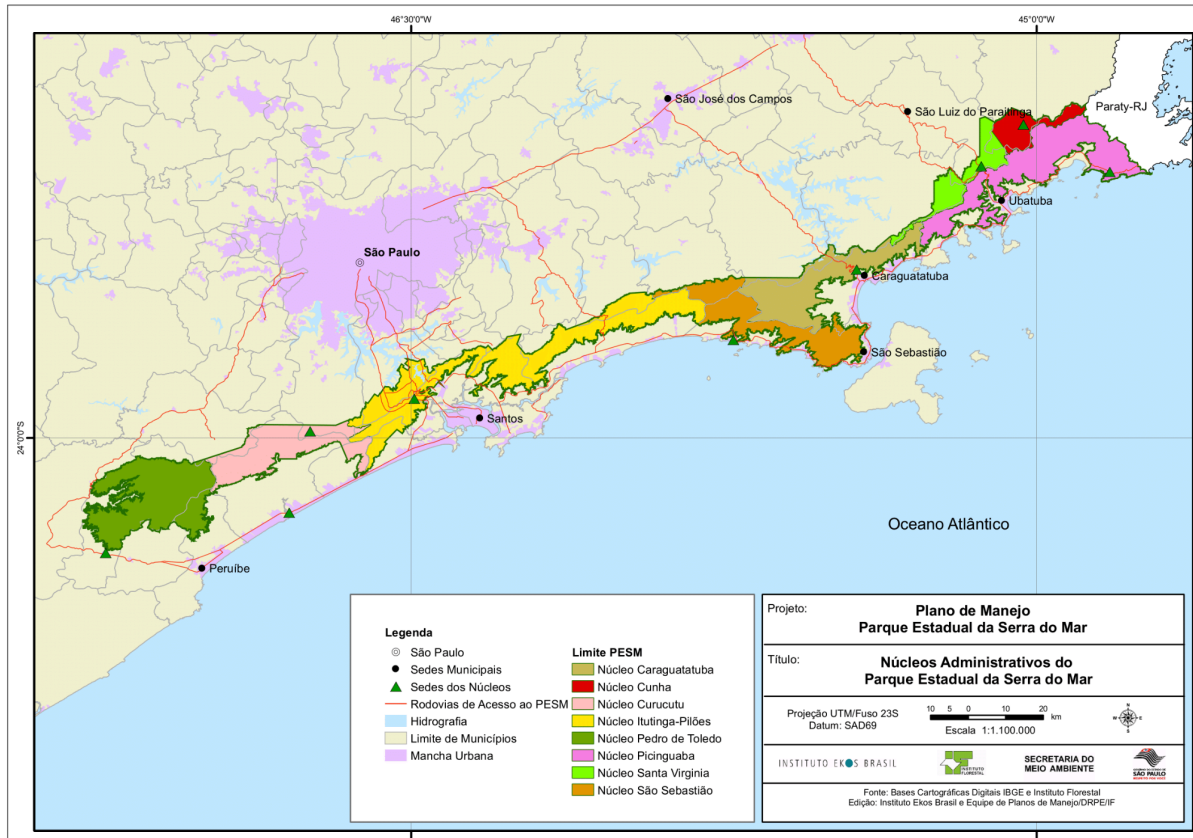 46°30'0"W
45°0'0"W
24°0'0"S
São José dos Campos
São Luiz do Paraitinga
Paraty-RJ
Ubatuba
São Paulo
Caraguatatuba
São Sebastião
Santos
Oceano Atlântico
Peruíbe
Legenda
São Paulo
Sedes Municipais
Sedes dos Núcleos
Rodovias de Acesso ao PESM
Hidrografia
Limite de Municípios
Mancha Urbana
Limite PESM
Núcleo Caraguatatuba
Núcleo Cunha
Núcleo Curucutu
Núcleo Itutinga-Pilões
Núcleo Pedro de Toledo
Núcleo Picinguaba
Núcleo Santa Virginia
Núcleo São Sebastião
Projeto:
Plano de Manejo
Parque Estadual da Serra do Mar
Título:
Núcleos Administrativos do
Parque Estadual da Serra do Mar
Projeção UTM/Fuso 23S
Datum: SAD69
10 5 0 10 20
km
Escala 1:1.100.000
N
W E
S
INSTITUTO EKOS BRASIL
INSTITUTO
FLORESTAL
SECRETARIA DO
MEIO AMBIENTE
SÃO PAULO
Fonte: Bases Cartográficas Digitais IBGE e Instituto Florestal
Edição: Instituto Ekos Brasil e Equipe de Planos de Manejo/DRPE/IF